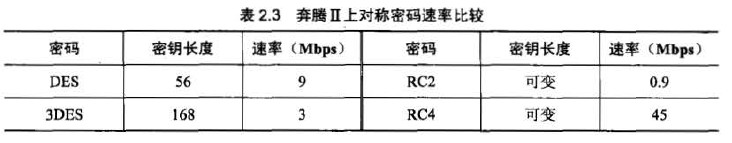 表 2.3 奔腾Ⅱ上对称密码速率比较
密码 密钥长度 速率（Mbps） 密码 密钥长度 速率（Mbps）
DES 56 9 RC2 可变 0.9
3DES 168 3 RC4 可变 45